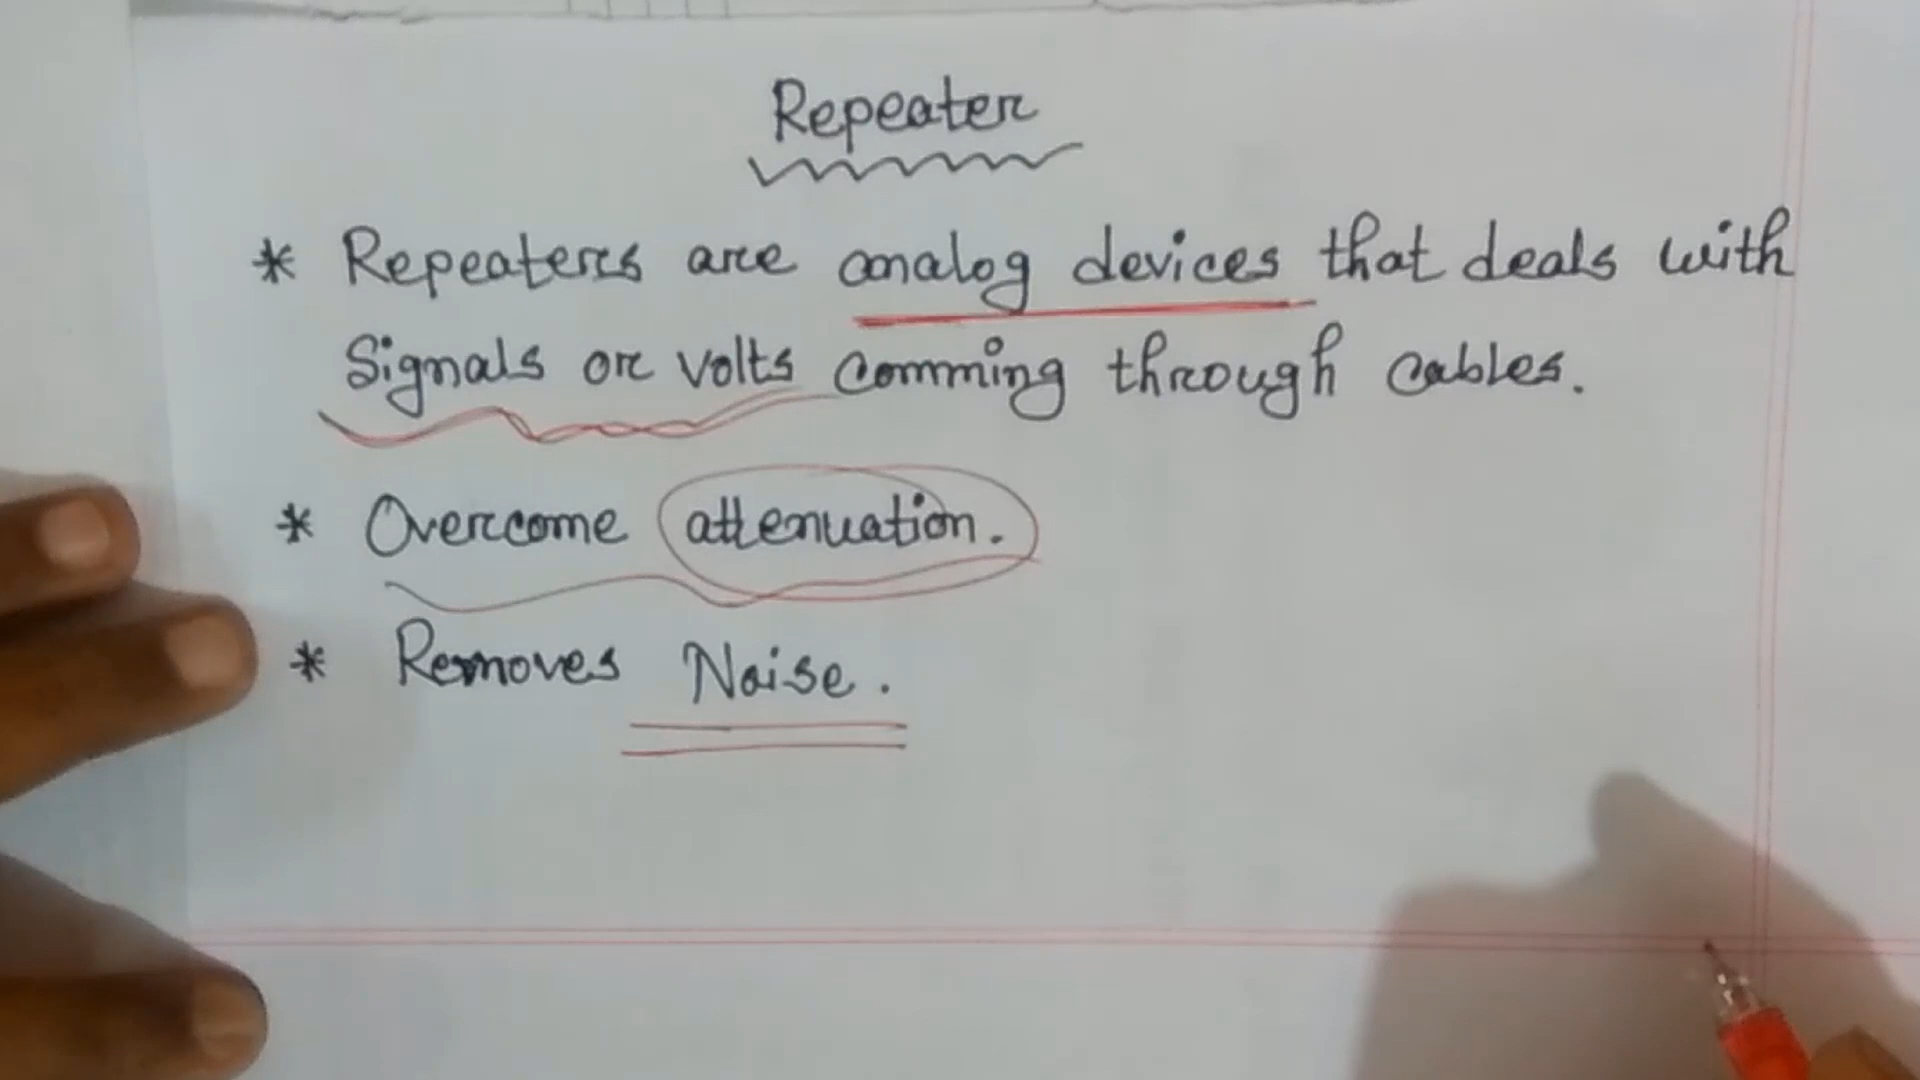 Repeater
* Repeaters are analog devices that deals with
Signals or volts comming through cables.
* Overcome attenuation.
* Removes Noise.